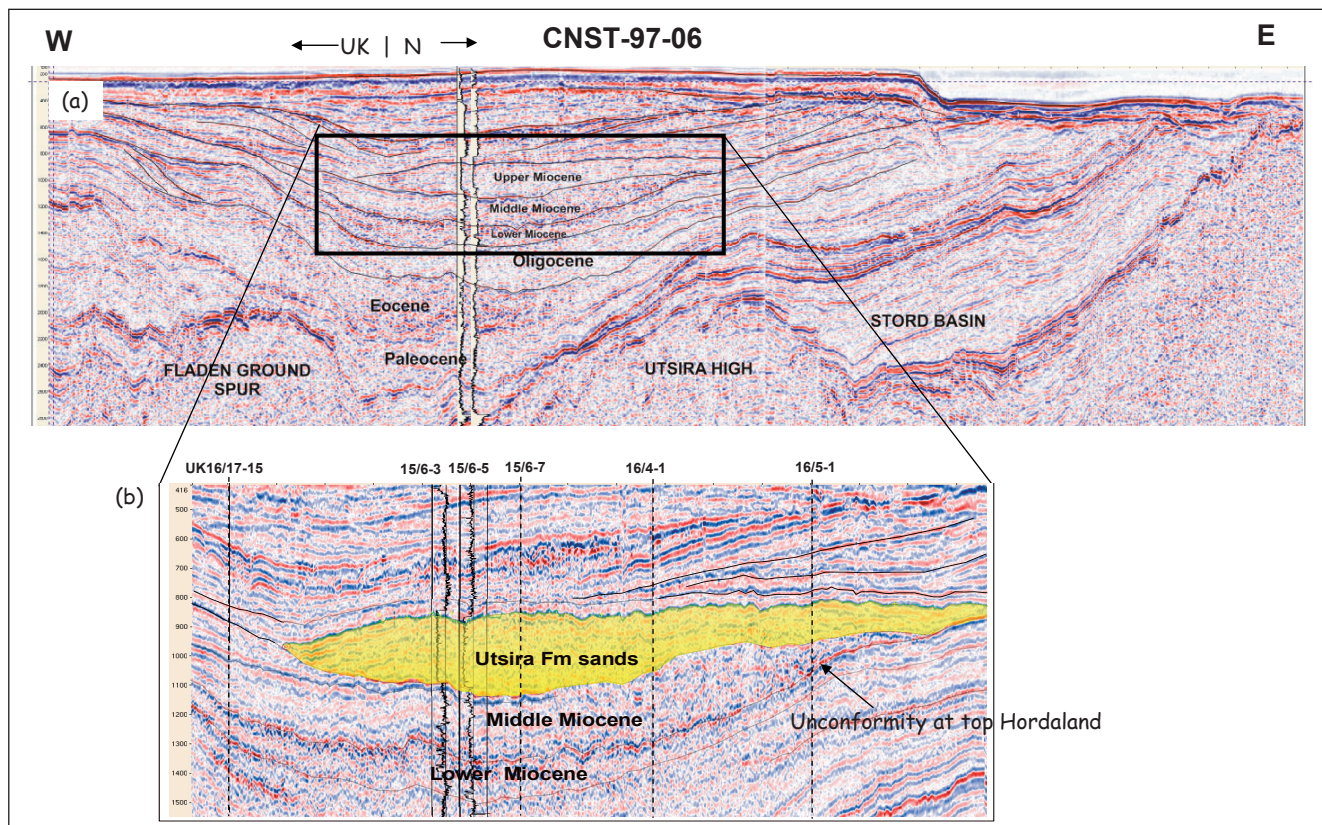 W
UK | N
CNST-97-06
E
(a)
Upper Miocene
Middle Miocene
Lower Miocene
Oligocene
Eocene
Paleocene
FLADEN GROUND
SPUR
UTSIRA HIGH
STORD BASIN
UK16/17-15
15/6-3
15/6-5
15/6-7
16/4-1
16/5-1
(b)
416
500
600
700
800
900
1000
1100
1200
1300
1400
1500
Utsira Fm sands
Middle Miocene
Unconformity at top Hordaland
Lower Miocene